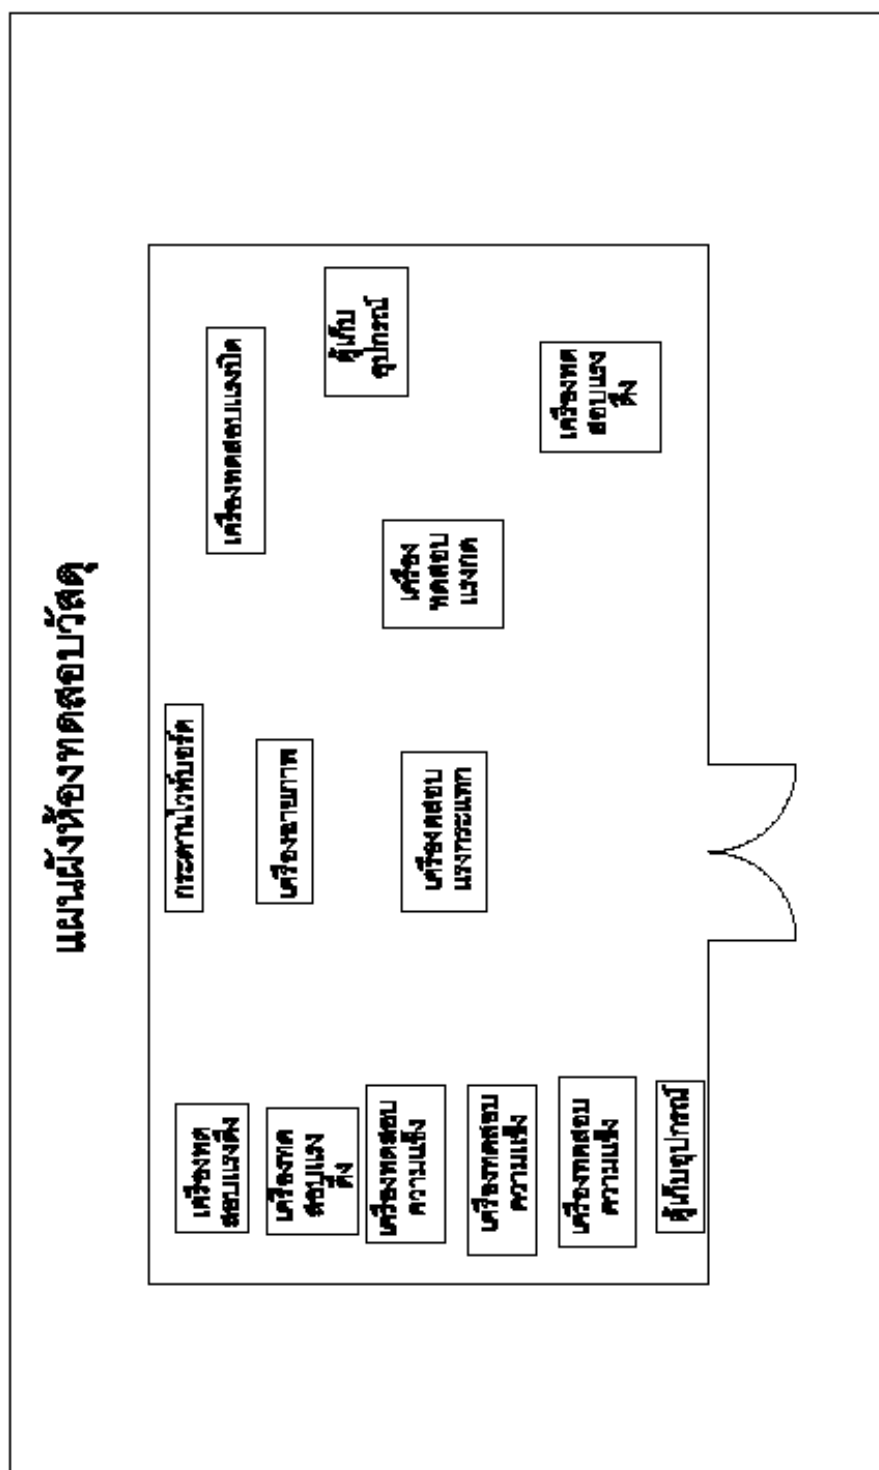 แผนผังห้องทดสอบวัสดุ
เครื่องทด
สอบแรงดึง
กระดานไวท์บอร์ด
เครื่องทดสอบแรงบิด
เครื่องทด
สอบแรง
ดึง
เครื่องฉายภาพ
ตู้เก็บ
อุปกรณ์
เครื่องทดสอบ
ความแข็ง
เครื่องดสอบ
แรงกระแทก
เครื่อง
ทดสอบ
แรงกด
เครื่องทดสอบ
ความแข็ง
เครื่องทดสอบ
ความแข็ง
เครื่องทด
สอบแรง
ดึง
ตู้เก็บอุปกรณ์